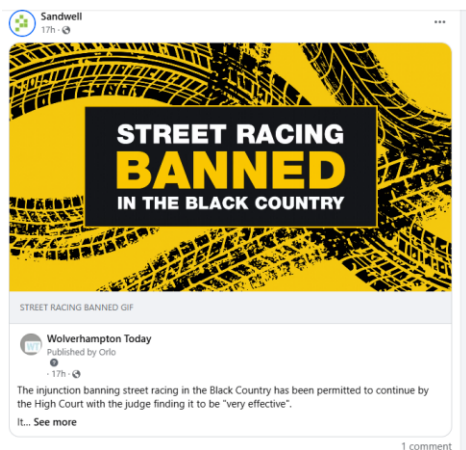 Sandwell
17h ·
STREET RACING
BANNED
IN THE BLACK COUNTRY
STREET RACING BANNED GIF
WT
Wolverhampton Today
Published by Orlo
· 17h ·
The injunction banning street racing in the Black Country has been permitted to continue by
the High Court with the judge finding it to be "very effective".
It... See more
1 comment